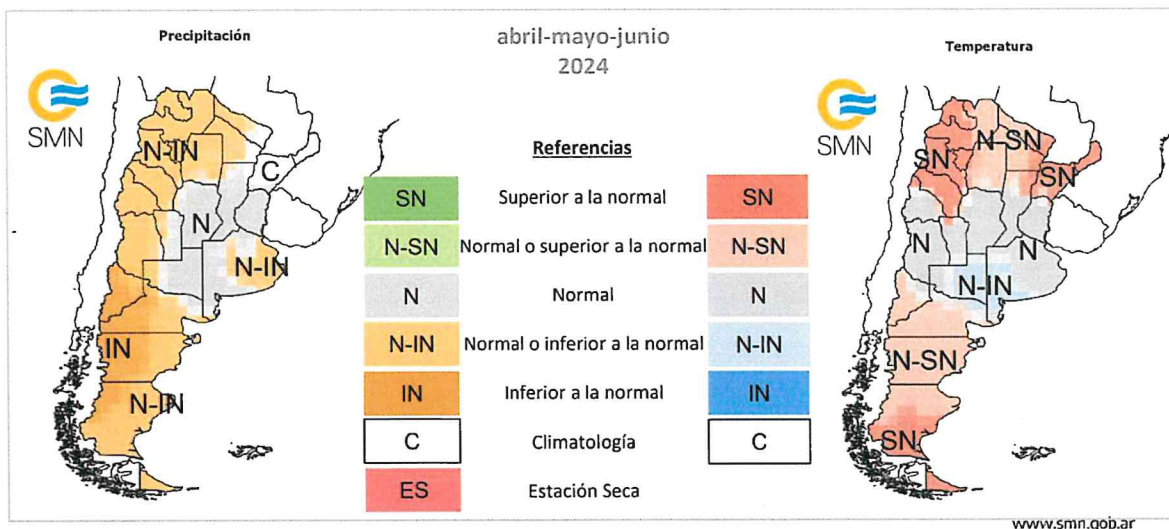 Precipitación
abril-mayo-junio
2024
Temperatura
SMN
SMN
N-IN
C
N
N-IN
IN
N-IN
Referencias
SN Superior a la normal SN
N-SN Normal o superior a la normal N-SN
N Normal N
N-IN Normal o inferior a la normal N-IN
IN Inferior a la normal IN
C Climatología C
ES Estación Seca
N-SN
SN
SN
N
N
N-IN
N-SN
SN
www.smn.gob.ar